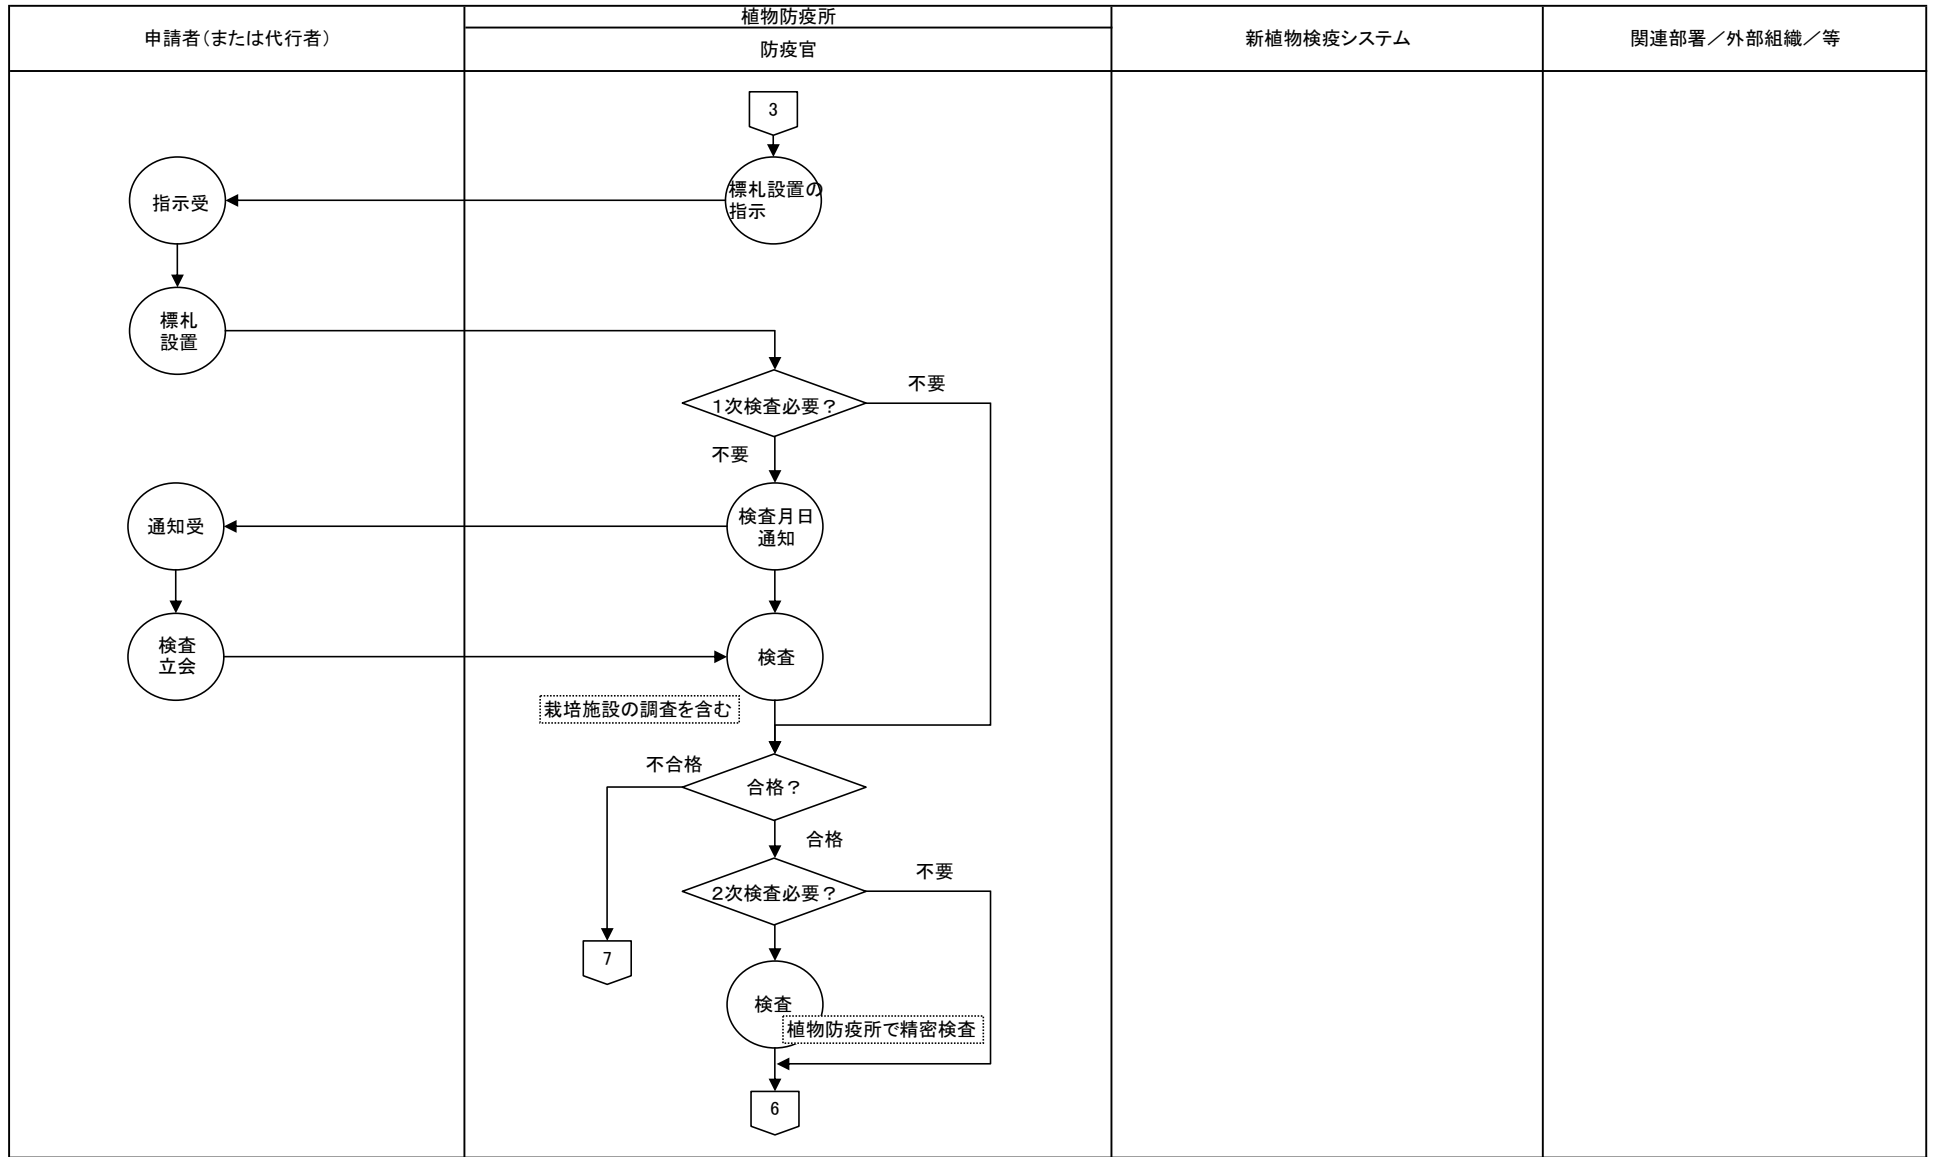 植物防疫所
申請者（または代行者）
防疫官
新植物検疫システム
関連部署／外部組織／等
3
標札設置の
指示
指示受
標札
設置
1次検査必要？
不要
不要
検査月日
通知
通知受
検査
立会
検査
栽培施設の調査を含む
不合格
合格？
合格
2次検査必要？
不要
7
検査
植物防疫所で精密検査
6